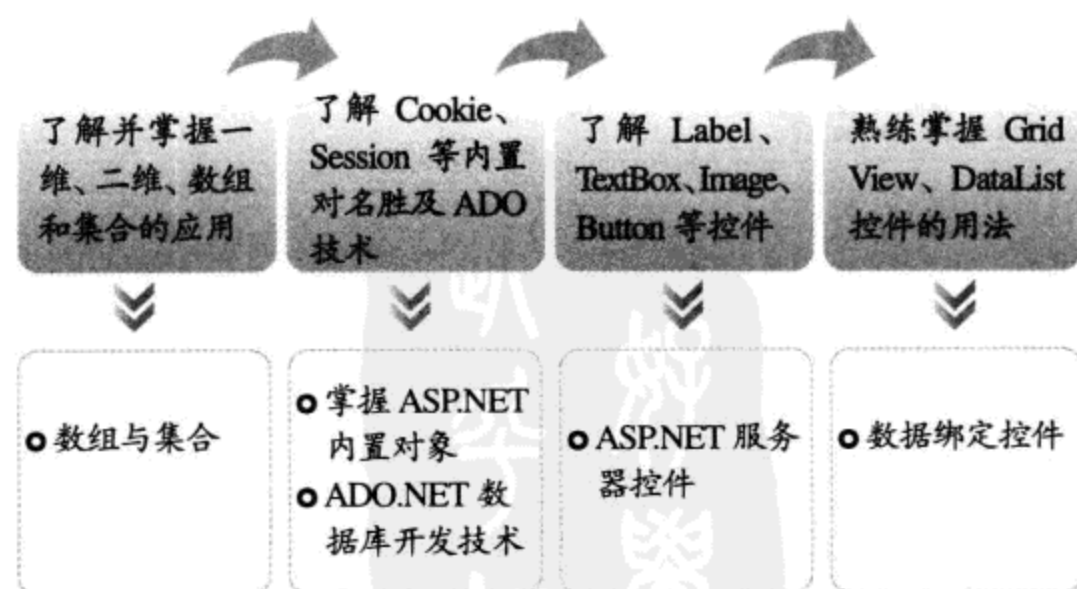 了解并掌握一
维、二维、数组
和集合的应用
了解 Cookie、
Session 等内置
对名胜及 ADO
技术
了解 Label、
TextBox、Image、
Button 等控件
熟练掌握 Grid
View、DataList
控件的用法
数组与集合
掌握 ASP.NET
内置对象
ADO.NET 数
据库开发技术
ASP.NET 服务
器控件
数据绑定控件